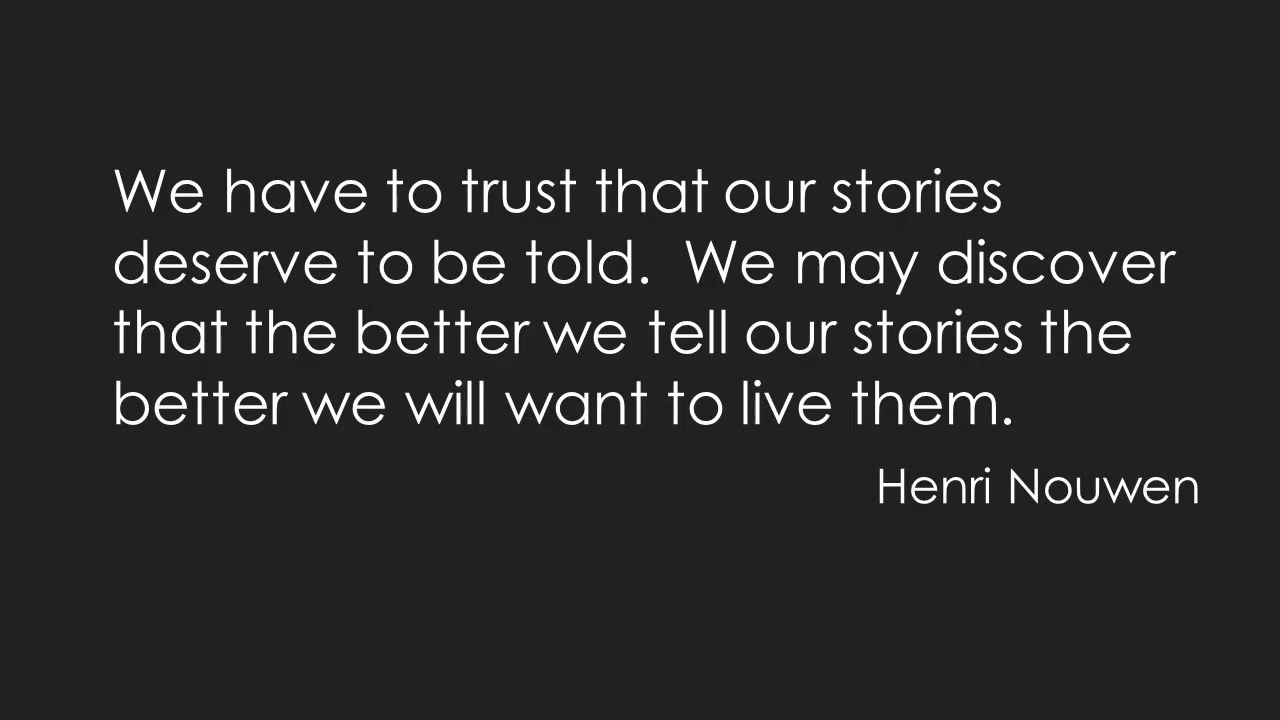 We have to trust that our stories
deserve to be told.  We may discover
that the better we tell our stories the
better we will want to live them.
Henri Nouwen